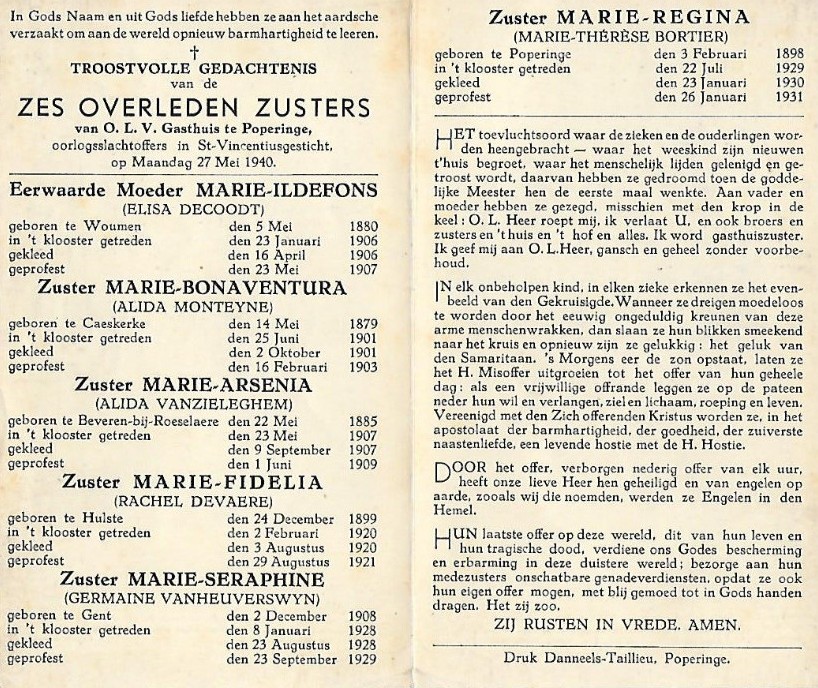 In Gods Naam en uit Gods liefde hebben ze aan het aardsche
verzaakt om aan de wereld opnieuw barmhartigheid te leeren.
†
TROOSTVOLLE GEDACHTENIS
van de
ZES OVERLEDEN ZUSTERS
van O. L. V. Gasthuis te Poperinge,
oorlogsslachtoffers in St-Vincentiusgesticht,
op Maandag 27 Mei 1940.
Eerwaarde Moeder MARIE-ILDEFONS
(ELISA DECOODT)
geboren te Woumen den 5 Mei 1880
in 't klooster getreden den 23 Januari 1906
gekleed den 16 April 1906
geprofest den 23 Mei 1907
Zuster MARIE-BONAVENTURA
(ALIDA MONTEYNE)
geboren te Caeskerke den 14 Mei 1879
in 't klooster getreden den 25 Juni 1901
gekleed den 2 Oktober 1901
geprofest den 16 Februari 1903
Zuster MARIE-ARSENIA
(ALIDA VANZIELEGHEM)
geboren te Beveren-bij-Roeselaere den 22 Mei 1885
in 't klooster getreden den 23 Mei 1907
gekleed den 9 September 1907
geprofest den 1 Juni 1909
Zuster MARIE-FIDELIA
(RACHEL DEVAERE)
geboren te Hulste den 24 December 1899
in 't klooster getreden den 2 Februari 1920
gekleed den 3 Augustus 1920
geprofest den 29 Augustus 1921
Zuster MARIE-SERAPHINE
(GERMAINE VANHEUVERSWYN)
geboren te Gent den 2 December 1908
in 't klooster getreden den 8 Januari 1928
gekleed den 23 Augustus 1928
geprofest den 23 September 1929
Zuster MARIE-REGINA
(MARIE-THÉRÈSE BORTIER)
geboren te Poperinge den 3 Februari 1898
in 't klooster getreden den 22 Juli 1929
gekleed den 23 Januari 1930
geprofest den 26 Januari 1931
HET toevluchtsoord waar de zieken en de ouderlingen wor-
den heengebracht — waar het weeskind zijn nieuwen
t'huis begroet, waar het menschelijk lijden gelenigd en ge-
troost wordt, daarvan hebben ze gedroomd toen de godde-
lijke Meester hen de eerste maal wenkte. Aan vader en
moeder hebben ze gezegd, misschien met den krop in de
keel : O. L. Heer roept mij, ik verlaat U, en ook broers en
zusters en 't huis en 't hof en alles. Ik word gasthuiszuster.
Ik geef mij aan O. L. Heer, gansch en geheel zonder voorbe-
houd.
IN elk onbeholpen kind, in elken zieke erkennen ze het even-
beeld van den Gekruisigde. Wanneer ze dreigen moedeloos
te worden door het eeuwig ongeduldig kreunen van deze
arme menschenwrakken, dan slaan ze hun blikken smeekend
naar het kruis en opnieuw zijn ze gelukkig : het geluk van
den Samaritaan. 's Morgens eer de zon opstaat, laten ze
het H. Misoffer uitgroeien tot het offer van hun geheele
dag : als een vrijwillige offrande leggen ze op de pateen
neder hun wil en verlangen, ziel en lichaam, roeping en leven.
Vereenigd met den Zich offerenden Kristus worden ze, in het
apostolaat der barmhartigheid, der goedheid, der zuiverste
naastenliefde, een levende hostie met de H. Hostie.
DOOR het offer, verborgen nederig offer van elk uur,
heeft onze lieve Heer hen geheiligd en van engelen op
aarde, zooals wij die noemden, werden ze Engelen in den
Hemel.
HUN laatste offer op deze wereld, dit van hun leven en
hun tragische dood, verdiene ons Godes bescherming
en erbarming in deze duistere wereld ; bezorge aan hun
medezusters onschatbare genadeverdiensten, opdat ze ook
hun eigen offer mogen, met blij gemoed tot in Gods handen
dragen. Het zij zoo.
ZIJ RUSTEN IN VREDE. AMEN.
Druk Danneels-Taillieu, Poperinge.